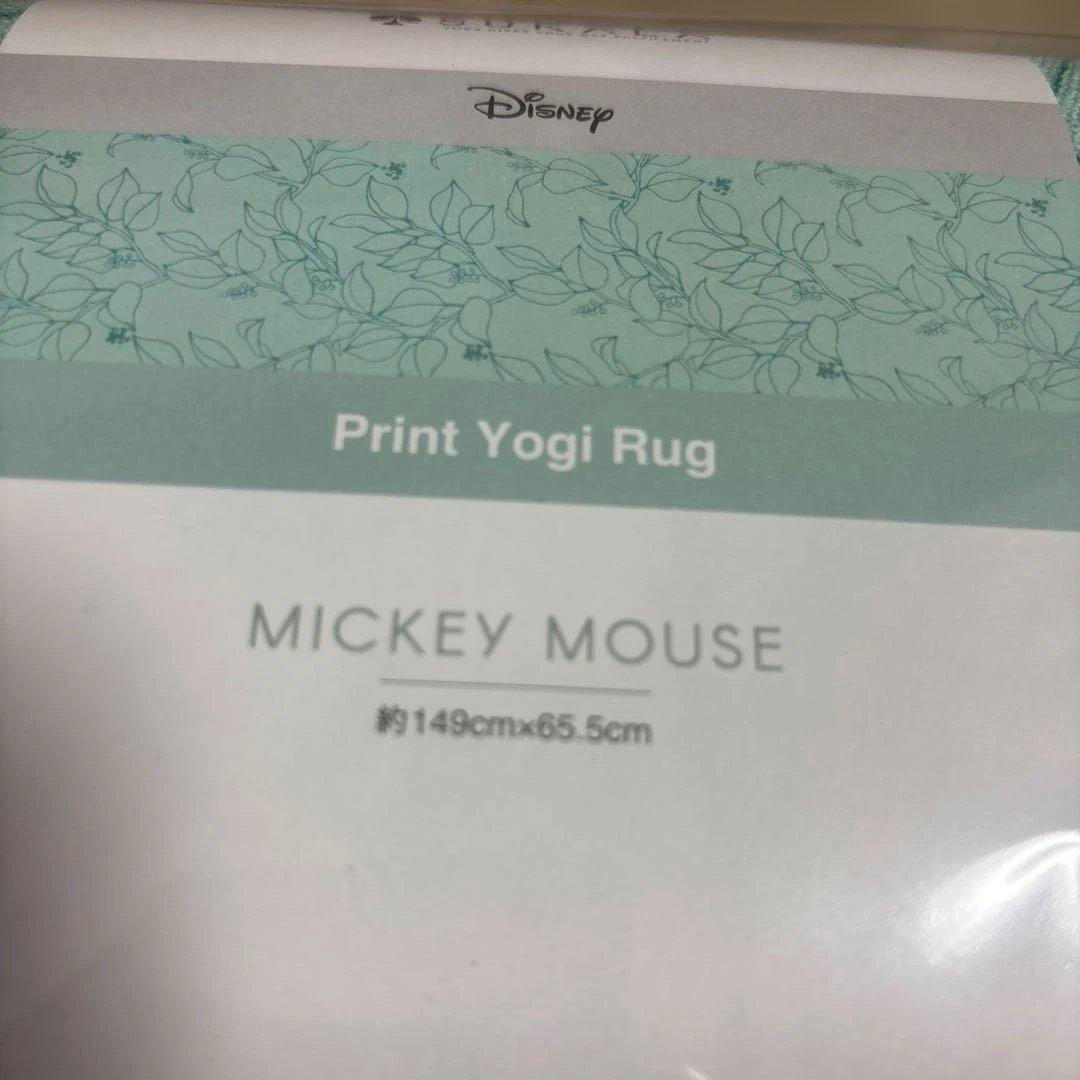 Disney
Print Yogi Rug
MICKEY MOUSE
約149cm×65.5cm